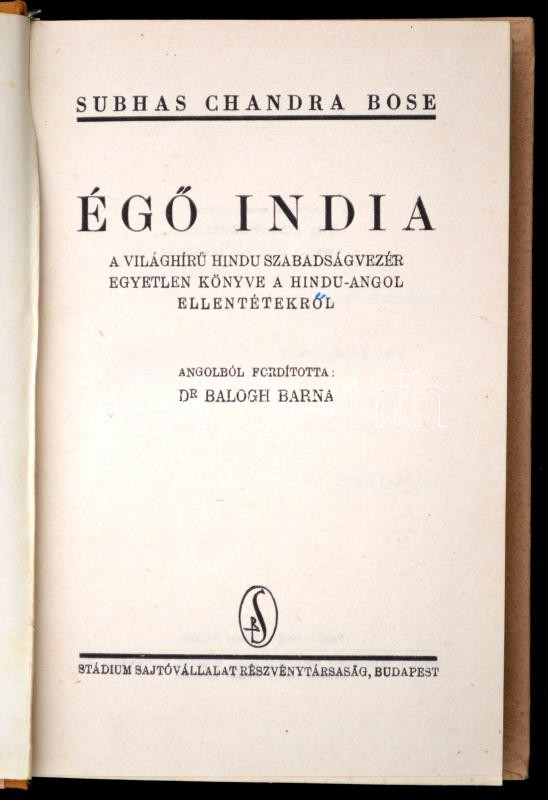 SUBHAS CHANDRA BOSE
ÉGŐ INDIA
A VILÁGHÍRŰ HINDU SZABADSÁGVEZÉR
EGYETLEN KÖNYVE A HINDU-ANGOL
ELLENTÉTEKRŐL
ANGOLBÓL FORDÍTOTTA:
DR BALOGH BARNA
STÁDIUM SAJTÓVÁLLALAT RÉSZVÉNYTÁRSASÁG, BUDAPEST